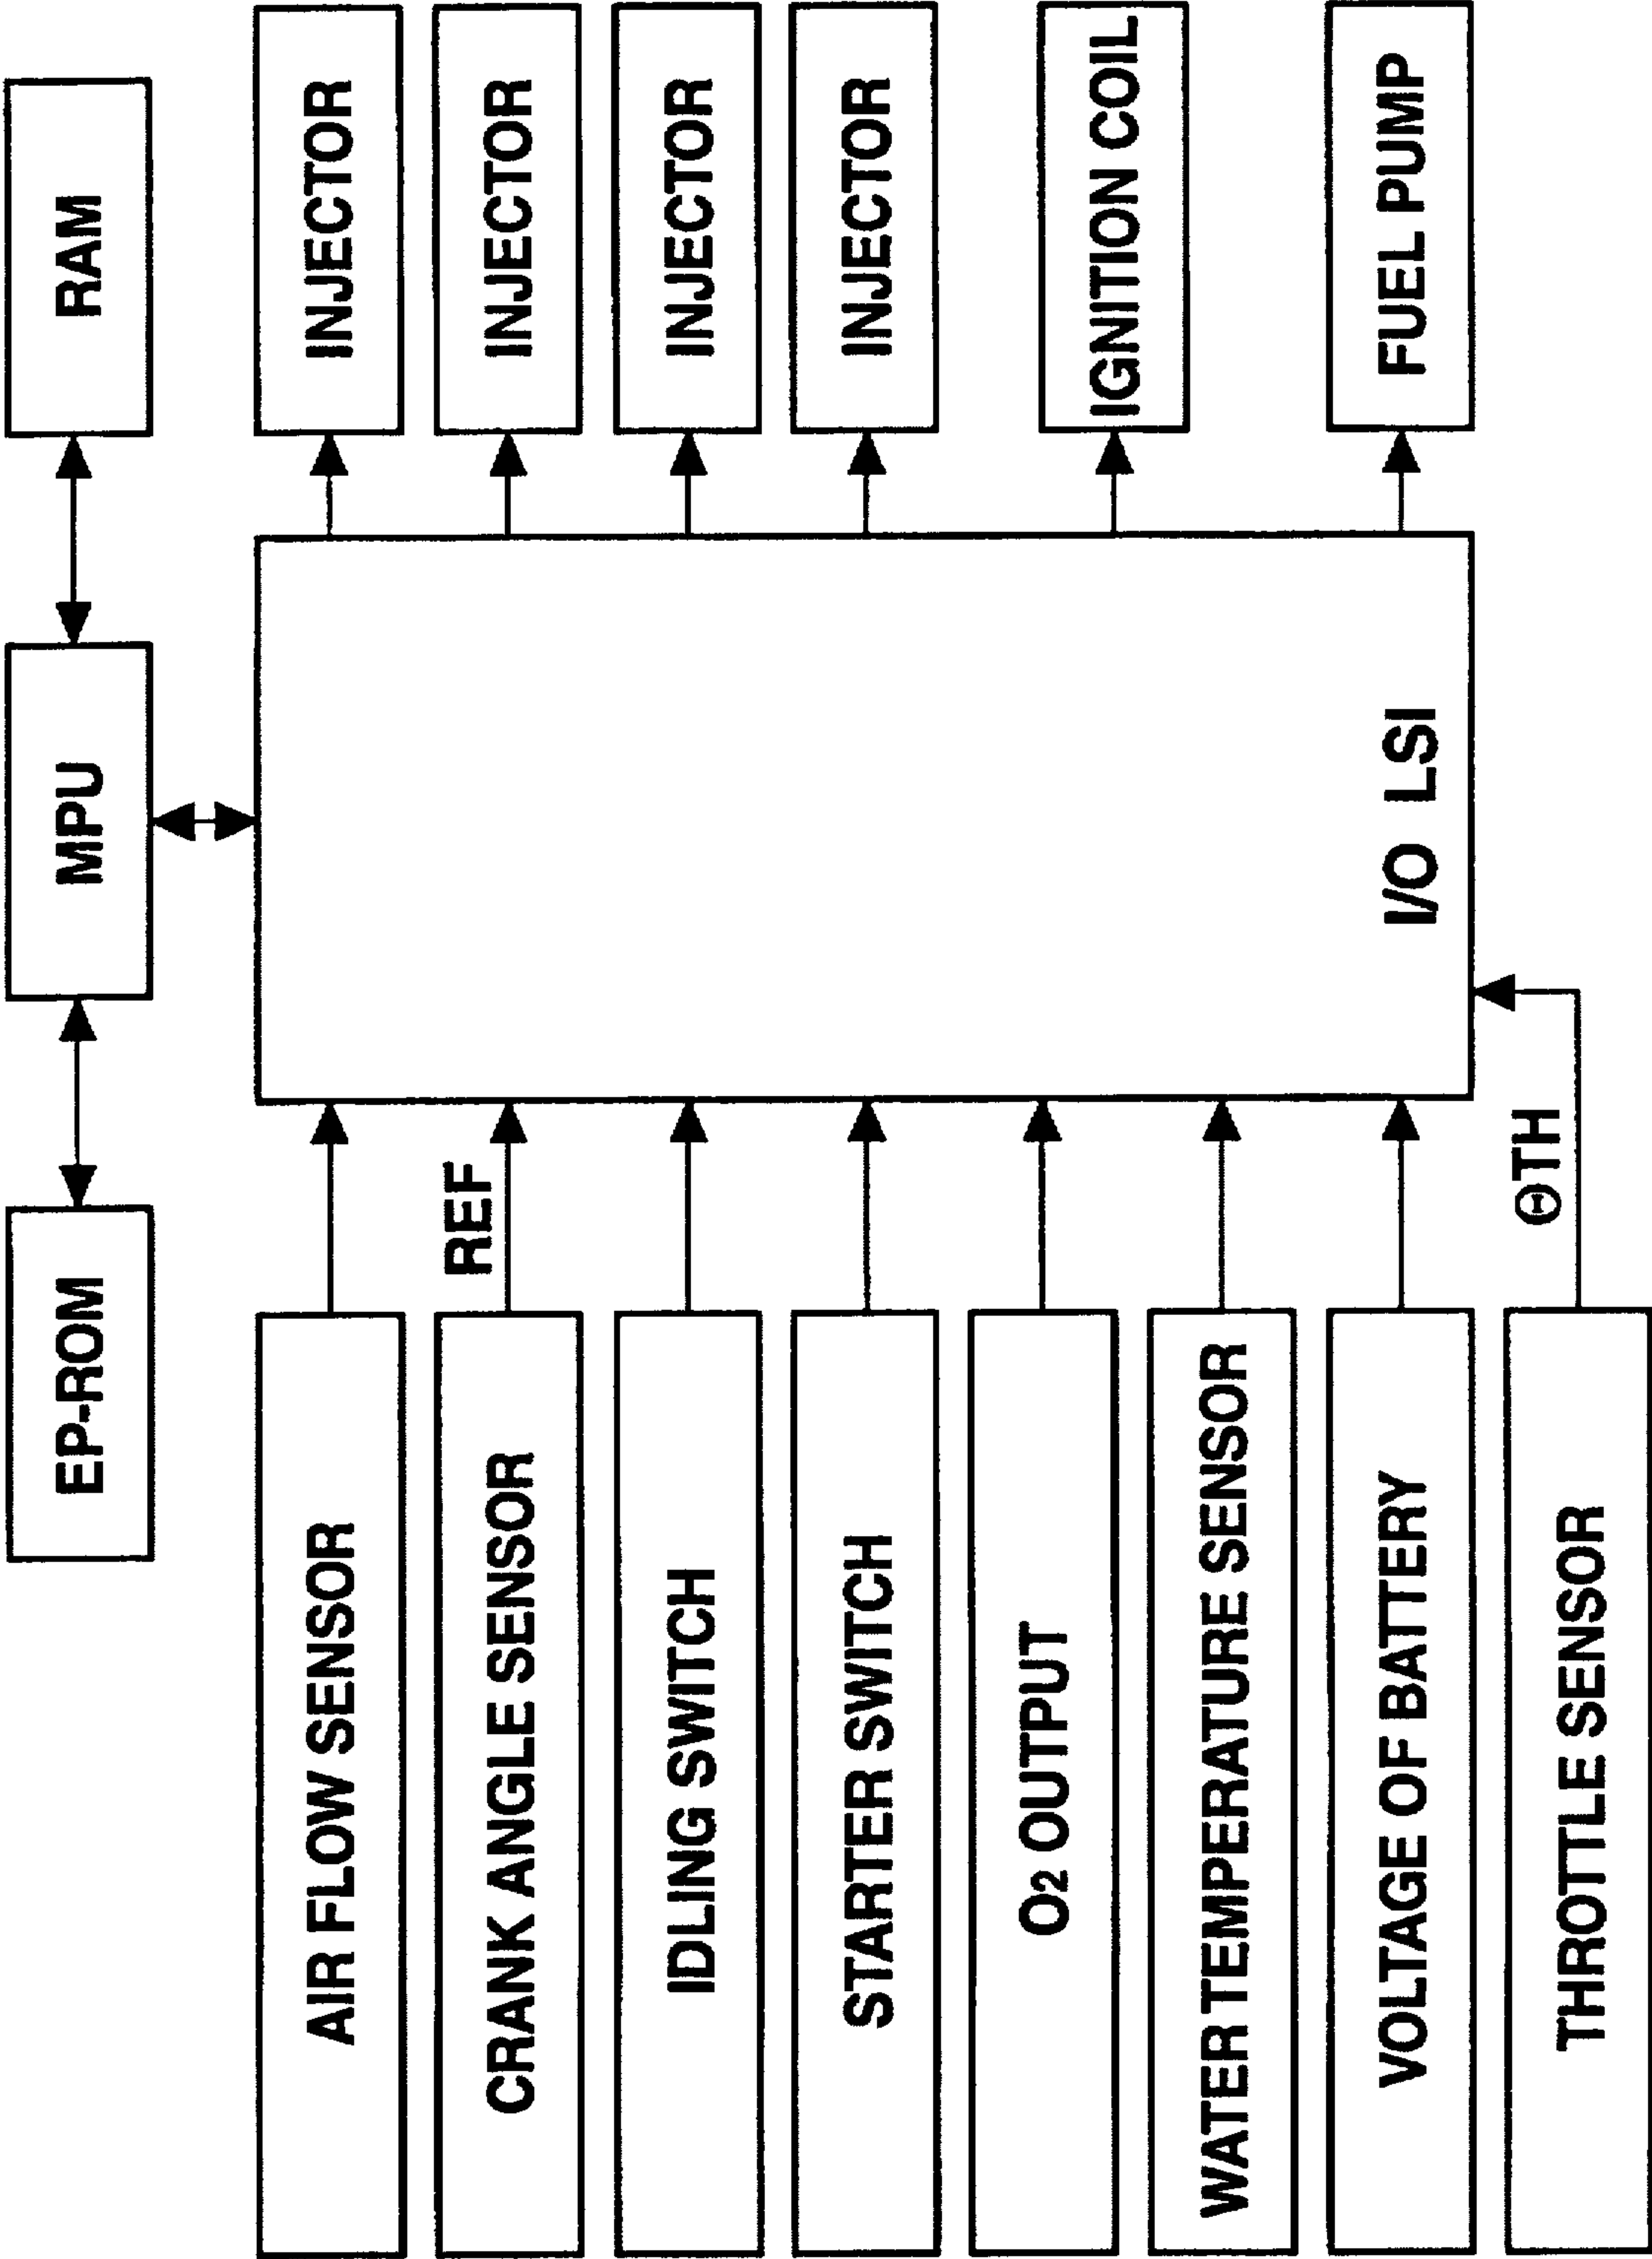 EP-ROM
MPU
RAM
AIR FLOW SENSOR
CRANK ANGLE SENSOR
REF
IDLING SWITCH
STARTER SWITCH
O2 OUTPUT
WATER TEMPERATURE SENSOR
VOLTAGE OF BATTERY
THROTTLE SENSOR
ΘTH
I/O LSI
INJECTOR
INJECTOR
INJECTOR
INJECTOR
IGNITION COIL
FUEL PUMP